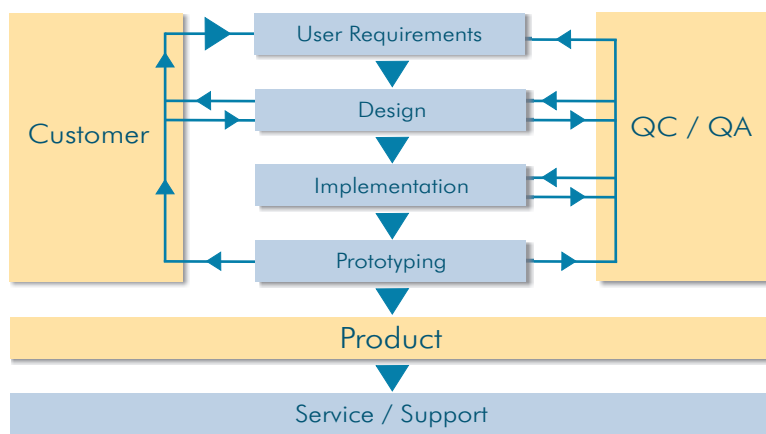 User Requirements
Design
Customer
QC / QA
Implementation
Prototyping
Product
Service / Support